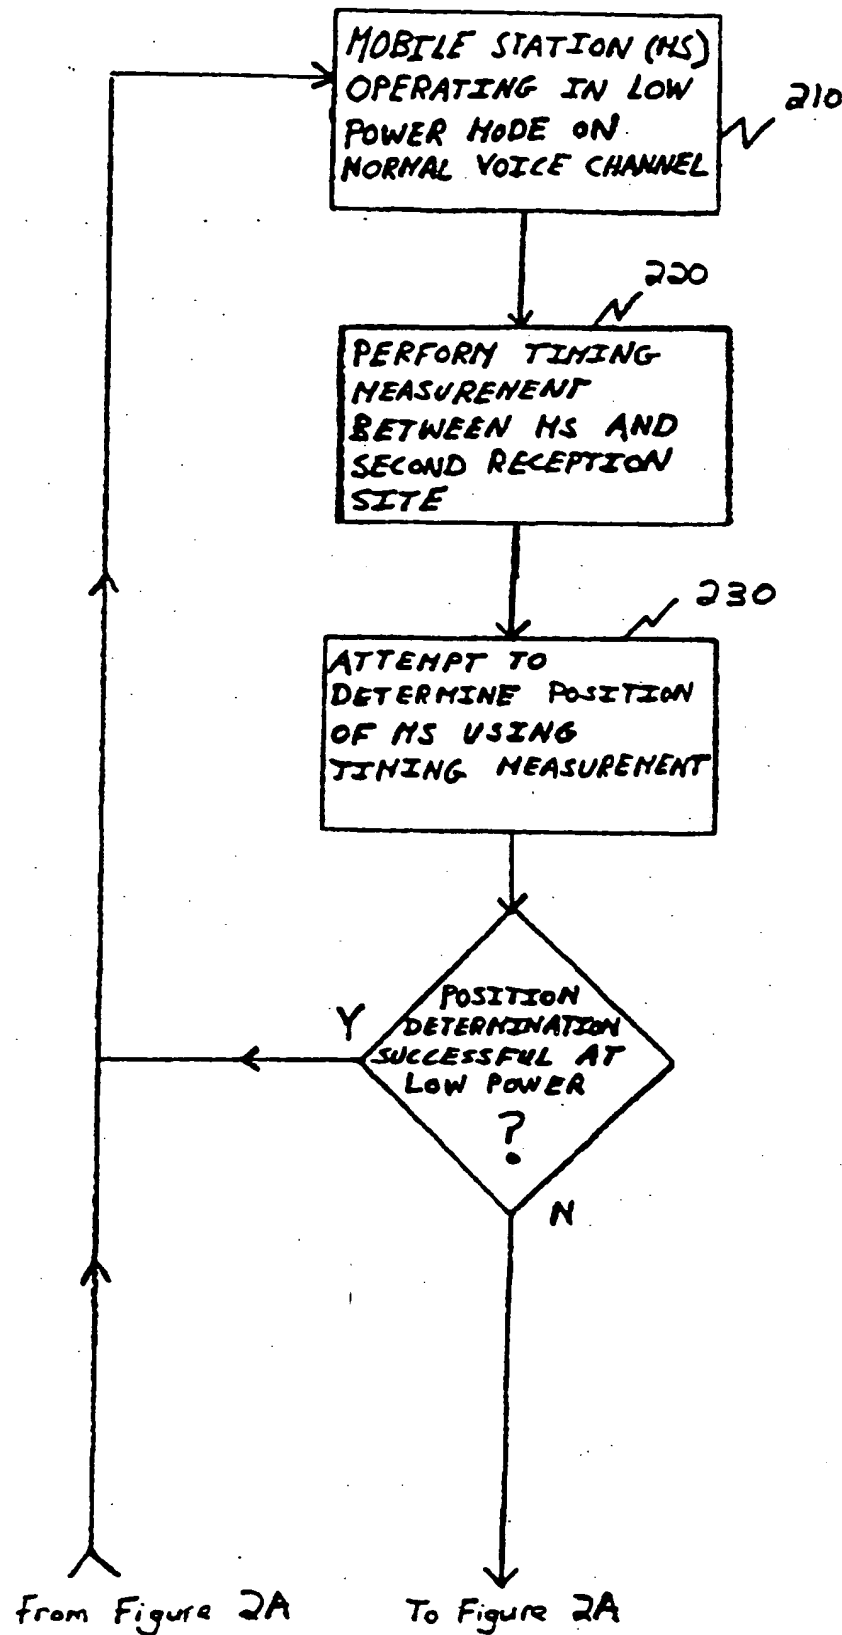 MOBILE STATION (MS)
OPERATING IN LOW
POWER MODE ON
NORMAL VOICE CHANNEL
210
220
PERFORM TIMING
MEASUREMENT
BETWEEN MS AND
SECOND RECEPTION
SITE
230
ATTEMPT TO
DETERMINE POSITION
OF MS USING
TIMING MEASUREMENT
POSITION
DETERMINATION
SUCCESSFUL AT
LOW POWER
?
Y
N
From Figure 2A
To Figure 2A